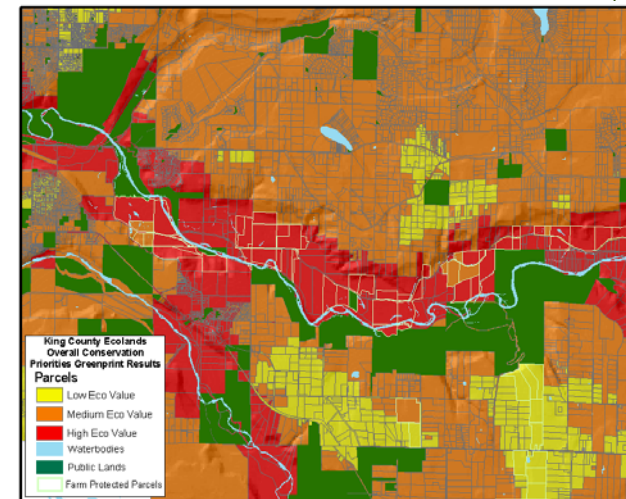 King County Ecolands
Overall Conservation
Priorities Greenprint Results
Parcels
Low Eco Value
Medium Eco Value
High Eco Value
Waterbodies
Public Lands
Farm Protected Parcels